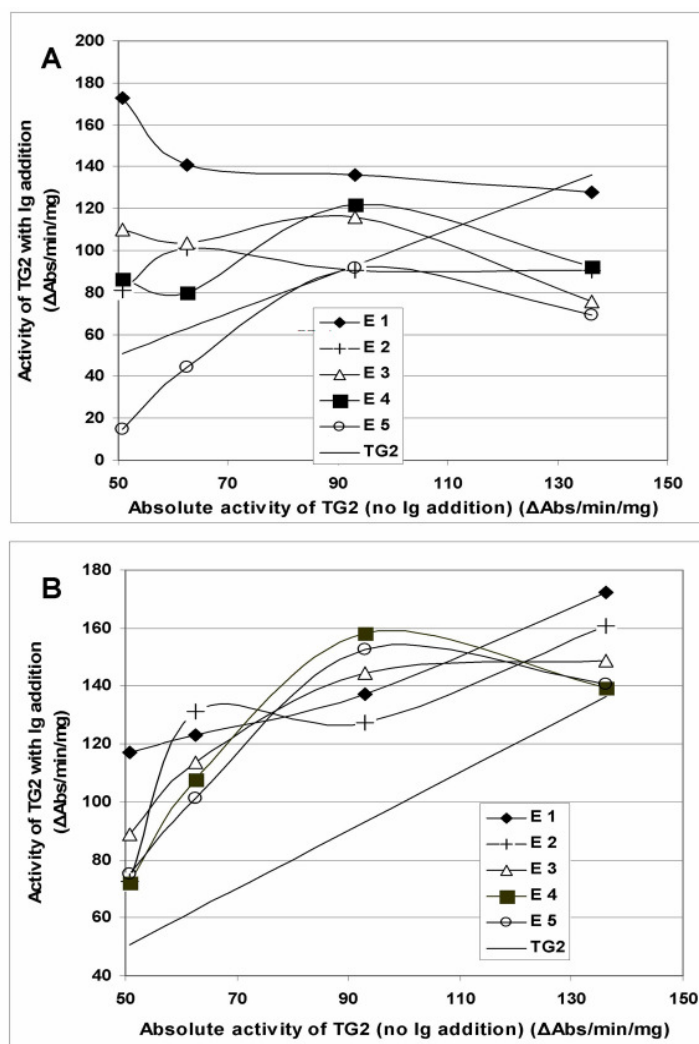 A
200
180
160
140
120
100
80
60
40
20
0
Activity of TG2 with Ig addition
(ΔAbs/min/mg)
E 1
E 2
E 3
E 4
E 5
TG2
50 70 90 110 130 150
Absolute activity of TG2 (no Ig addition) (ΔAbs/min/mg)
B
180
160
140
120
100
80
60
40
Activity of TG2 with Ig addition
(ΔAbs/min/mg)
E 1
E 2
E 3
E 4
E 5
TG2
50 70 90 110 130 150
Absolute activity of TG2 (no Ig addition) (ΔAbs/min/mg)